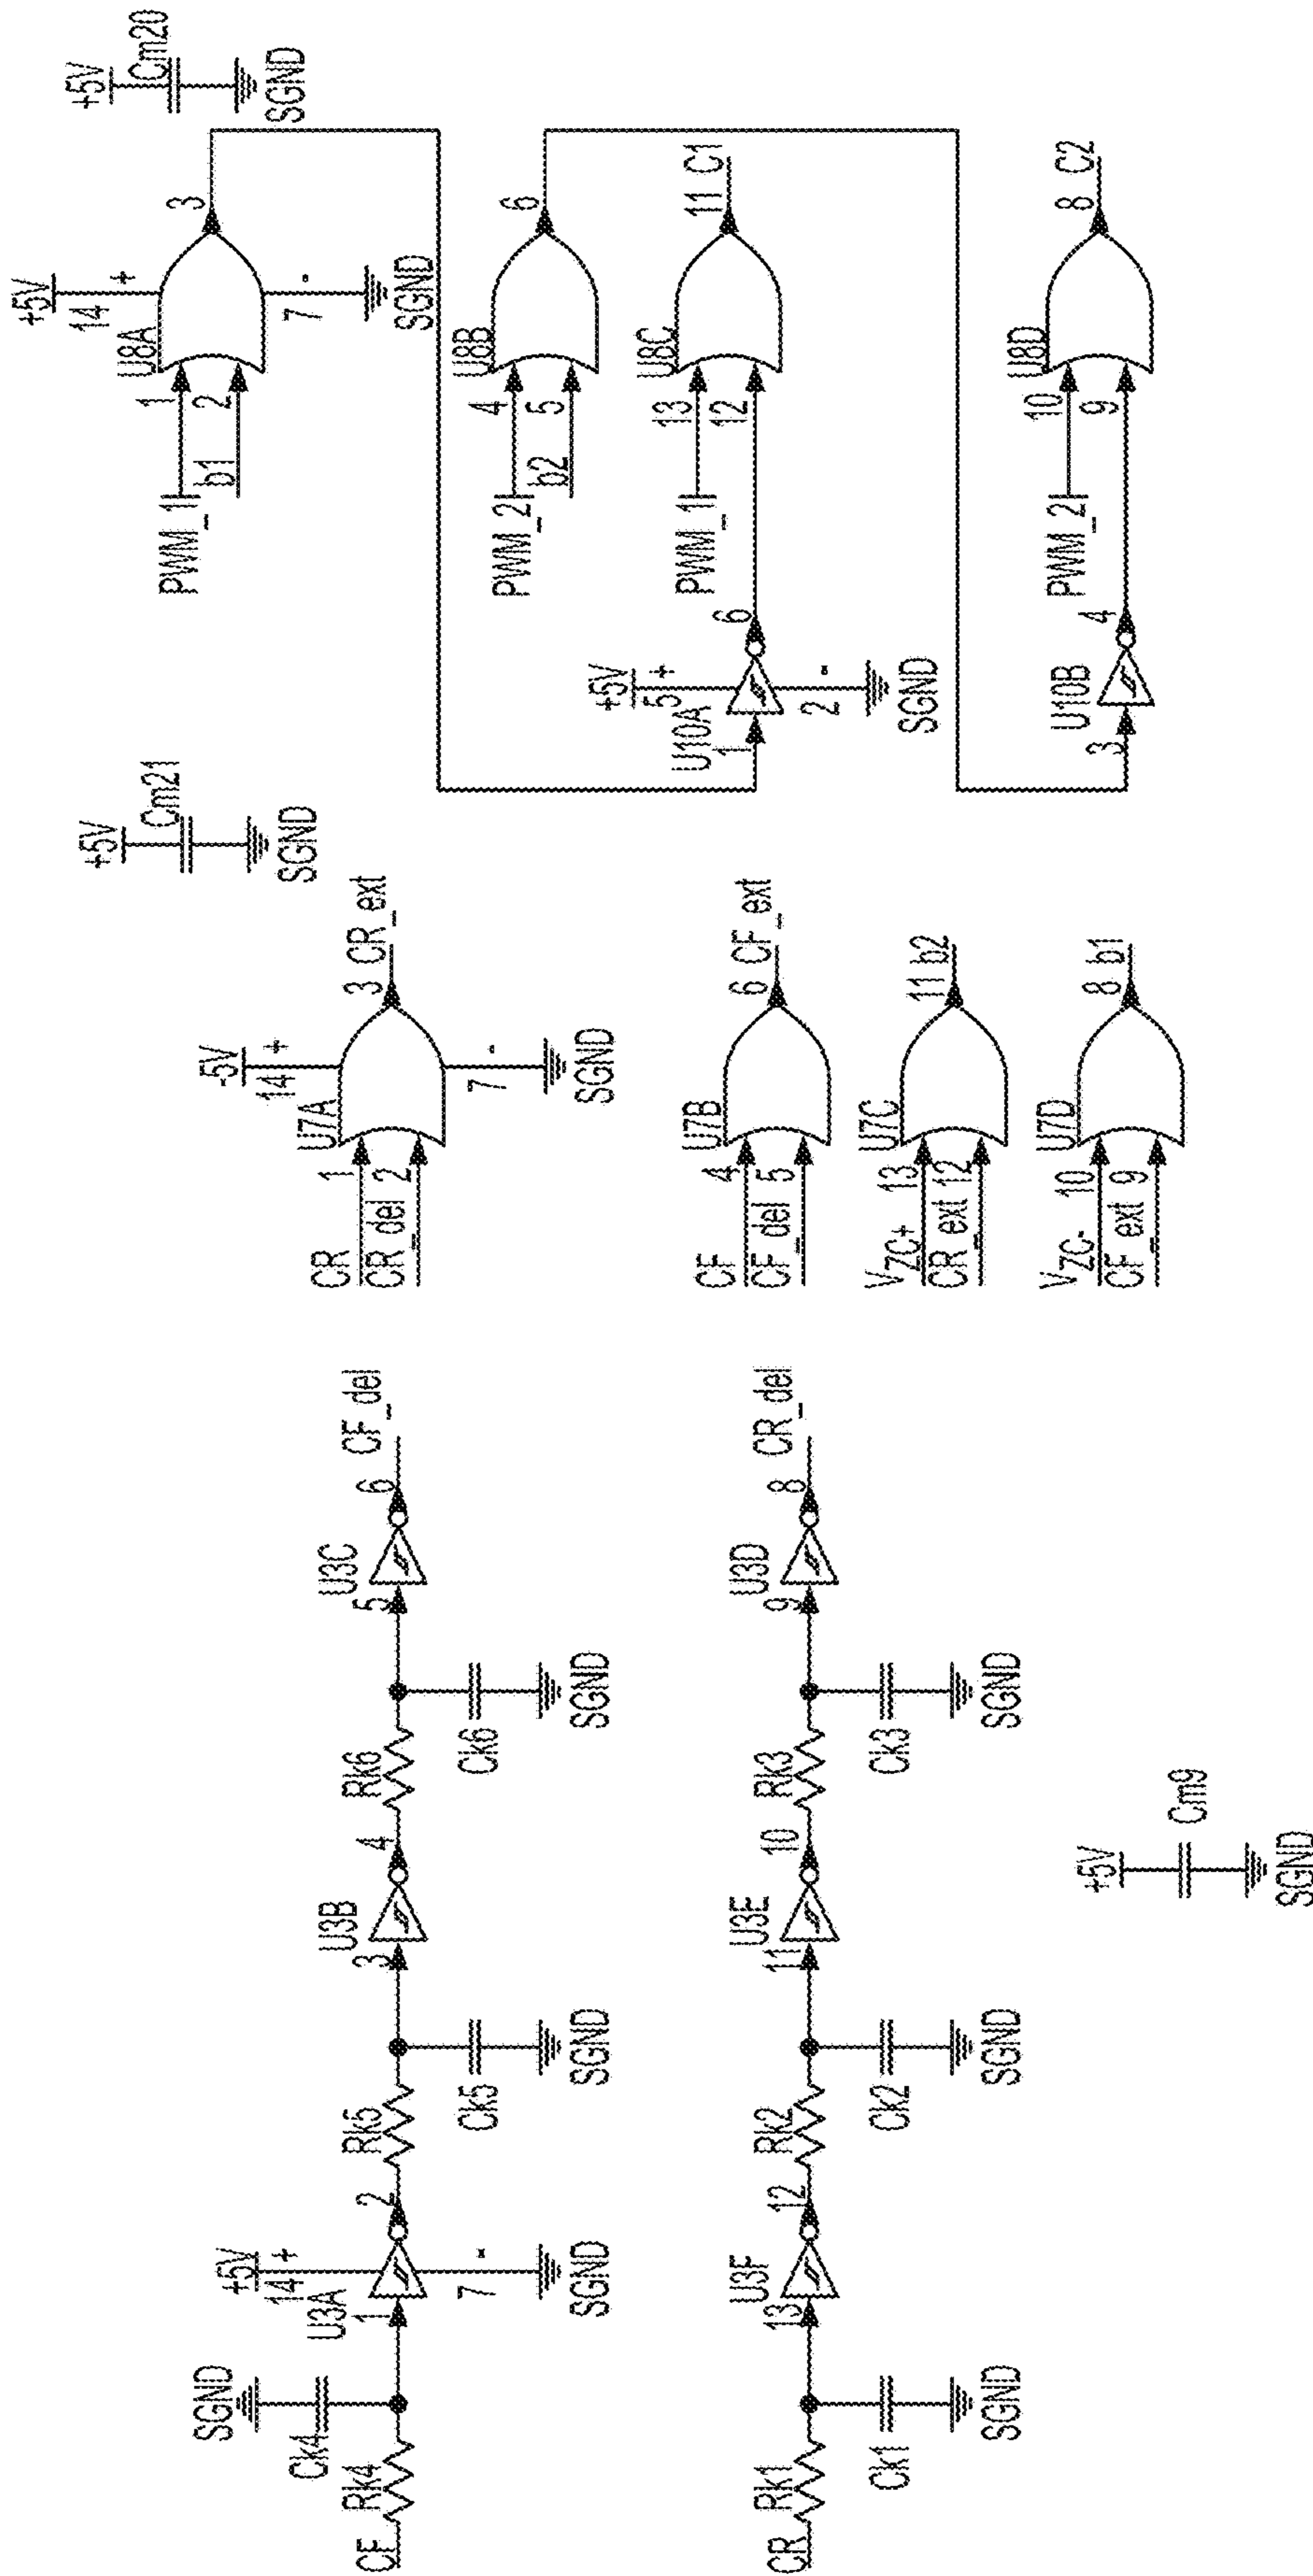 CF
Rk4
Ck4
SGND
+5V
14
+
U3A
1
2
7
-
SGND
Rk5
Ck5
SGND
U3B
3
4
Rk6
Ck6
SGND
U3C
5
6
CF_del
CR
Rk1
Ck1
SGND
U3F
13
12
Rk2
Ck2
SGND
U3E
11
10
Rk3
Ck3
SGND
U3D
9
8
CR_del
+5V
Cm9
SGND
-5V
14
+
U7A
CR
1
CR_del
2
3
CR_ext
7
-
SGND
+5V
Cm21
SGND
U7B
CF
4
CF_del
5
6
CF_ext
U7C
VZC+
13
CR_ext
12
11
b2
U7D
VZC-
10
CF_ext
9
8
b1
+5V
14
+
U8A
PWM_1
1
b1
2
3
7
-
SGND
+5V
Cm20
SGND
U8B
PWM_2
4
b2
5
6
U8C
PWM_1
13
12
11
C1
+5V
5
+
U10A
1
6
2
-
SGND
U8D
PWM_2
10
9
8
C2
U10B
3
4